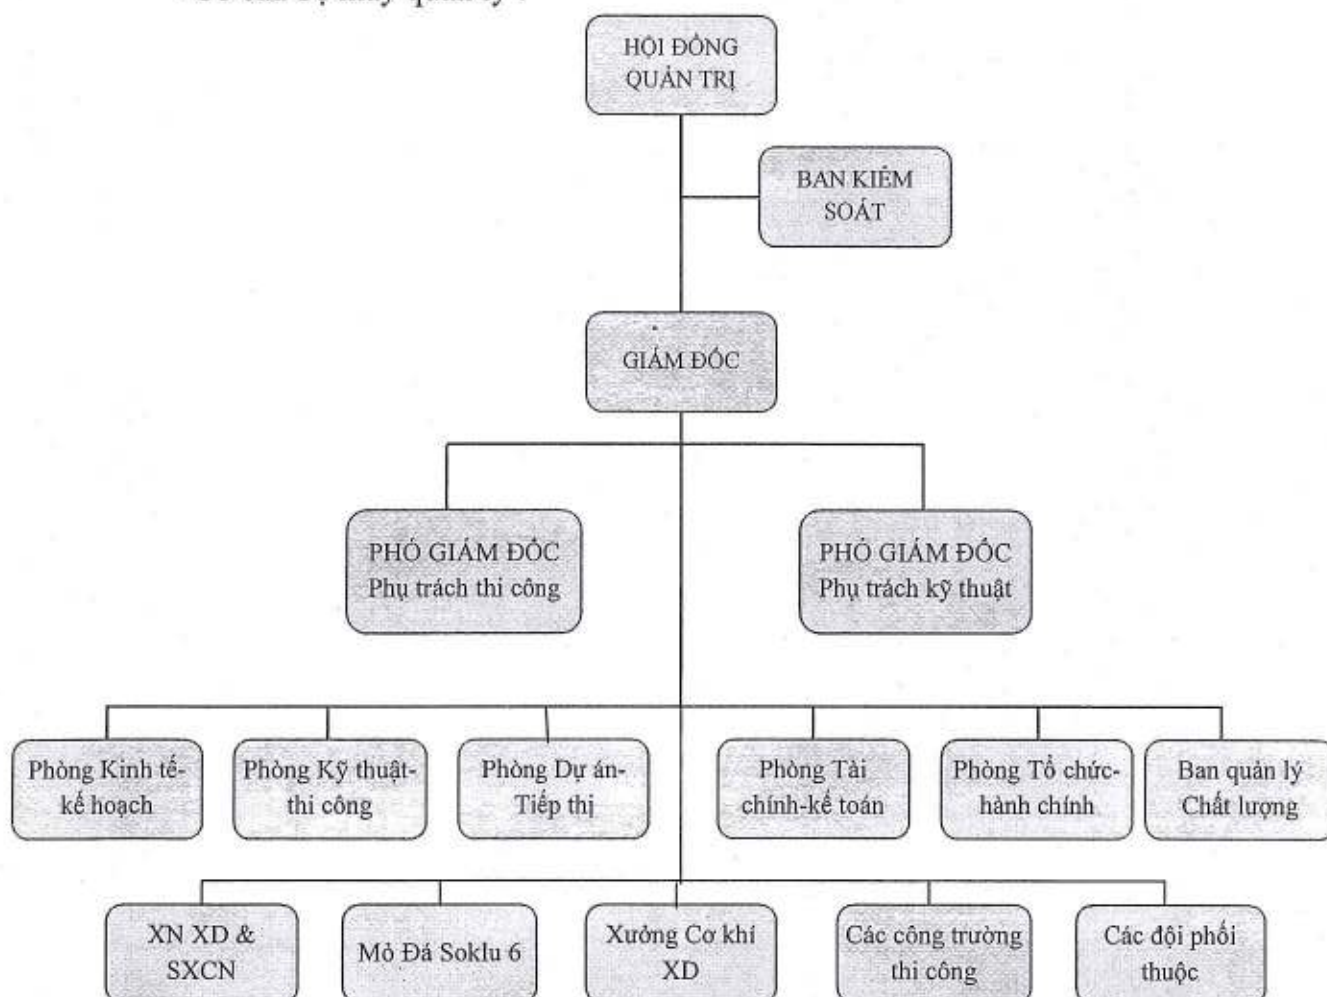 quản lý
HỘI ĐỒNG
QUẢN TRỊ
BAN KIỂM
SOÁT
GIÁM ĐỐC
PHÓ GIÁM ĐỐC
Phụ trách thi công
PHÓ GIÁM ĐỐC
Phụ trách kỹ thuật
Phòng Kinh tế-
kế hoạch
Phòng Kỹ thuật-
thi công
Phòng Dự án-
Tiếp thị
Phòng Tài
chính-kế toán
Phòng Tổ chức-
hành chính
Ban quản lý
Chất lượng
XN XD &
SXCN
Mỏ Đá Soklu 6
Xưởng Cơ khí
XD
Các công trường
thi công
Các đội phối
thuộc